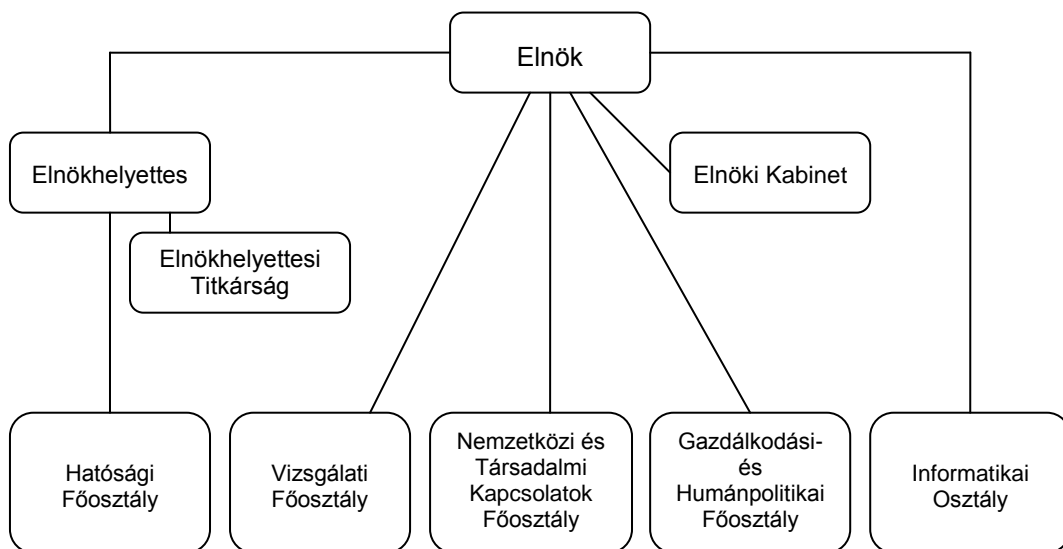 Elnök
Elnökhelyettes
Elnöki Kabinet
Elnökhelyettesi
Titkárság
Hatósági
Főosztály
Vizsgálati
Főosztály
Nemzetközi és
Társadalmi
Kapcsolatok
Főosztály
Gazdálkodási-
és
Humánpolitikai
Főosztály
Informatikai
Osztály